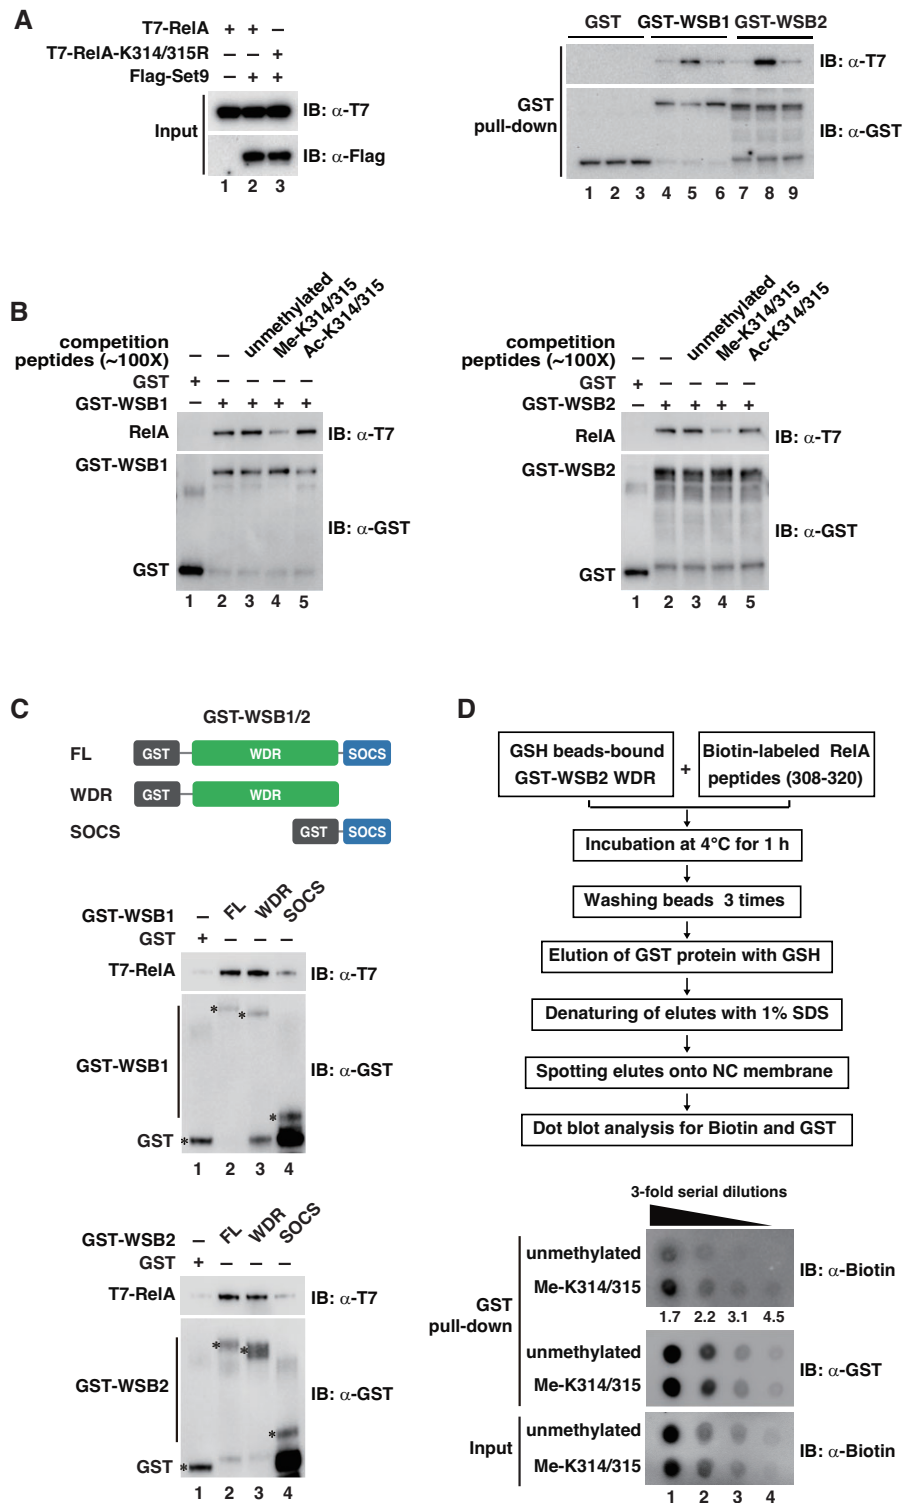 A
T7-RelA + + –
T7-RelA-K314/315R – – +
Flag-Set9 – + +
Input
IB: α-T7
IB: α-Flag
1 2 3
GST GST-WSB1 GST-WSB2
GST
pull-down
IB: α-T7
IB: α-GST
1 2 3 4 5 6 7 8 9
B
competition
peptides (~100X)
– – unmethylated Me-K314/315 Ac-K314/315
GST + – – – –
GST-WSB1 – + + + +
RelA
IB: α-T7
GST-WSB1
IB: α-GST
GST
1 2 3 4 5
competition
peptides (~100X)
– – unmethylated Me-K314/315 Ac-K314/315
GST + – – – –
GST-WSB2 – + + + +
RelA
IB: α-T7
GST-WSB2
IB: α-GST
GST
1 2 3 4 5
C
GST-WSB1/2
FL GST WDR SOCS
WDR GST WDR
SOCS GST SOCS
GST-WSB1 – FL WDR SOCS
GST + – – –
T7-RelA
IB: α-T7
* *
GST-WSB1
IB: α-GST
*
GST *
1 2 3 4
GST-WSB2 – FL WDR SOCS
GST + – – –
T7-RelA
IB: α-T7
* *
GST-WSB2
IB: α-GST
*
GST *
1 2 3 4
D
GSH beads-bound
GST-WSB2 WDR
+
Biotin-labeled RelA
peptides (308-320)
Incubation at 4°C for 1 h
Washing beads 3 times
Elution of GST protein with GSH
Denaturing of elutes with 1% SDS
Spotting elutes onto NC membrane
Dot blot analysis for Biotin and GST
3-fold serial dilutions
GST
pull-down
unmethylated
Me-K314/315
IB: α-Biotin
1.7 2.2 3.1 4.5
unmethylated
Me-K314/315
IB: α-GST
Input
unmethylated
Me-K314/315
IB: α-Biotin
1 2 3 4